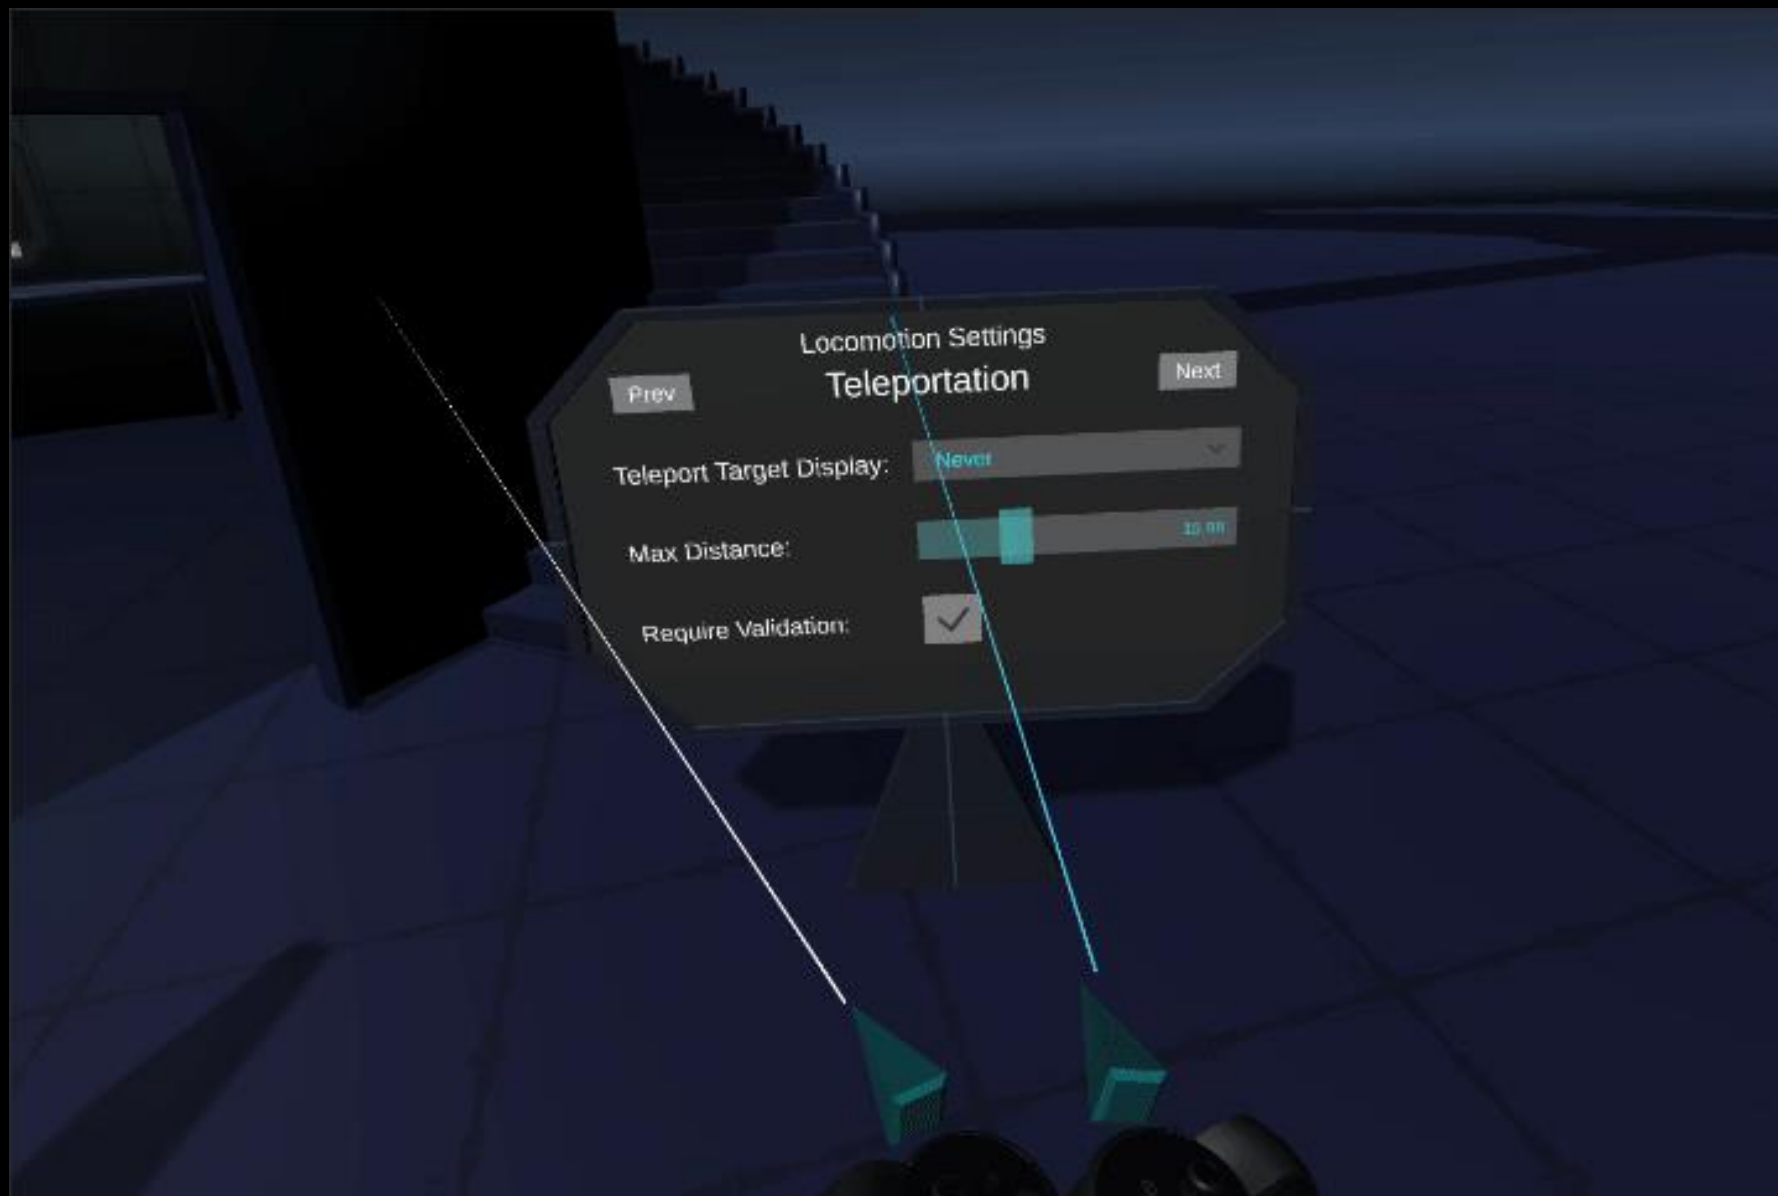 Locomotion Settings
Prev
Teleportation
Next
Teleport Target Display:
Never
Max Distance:
Require Validation: